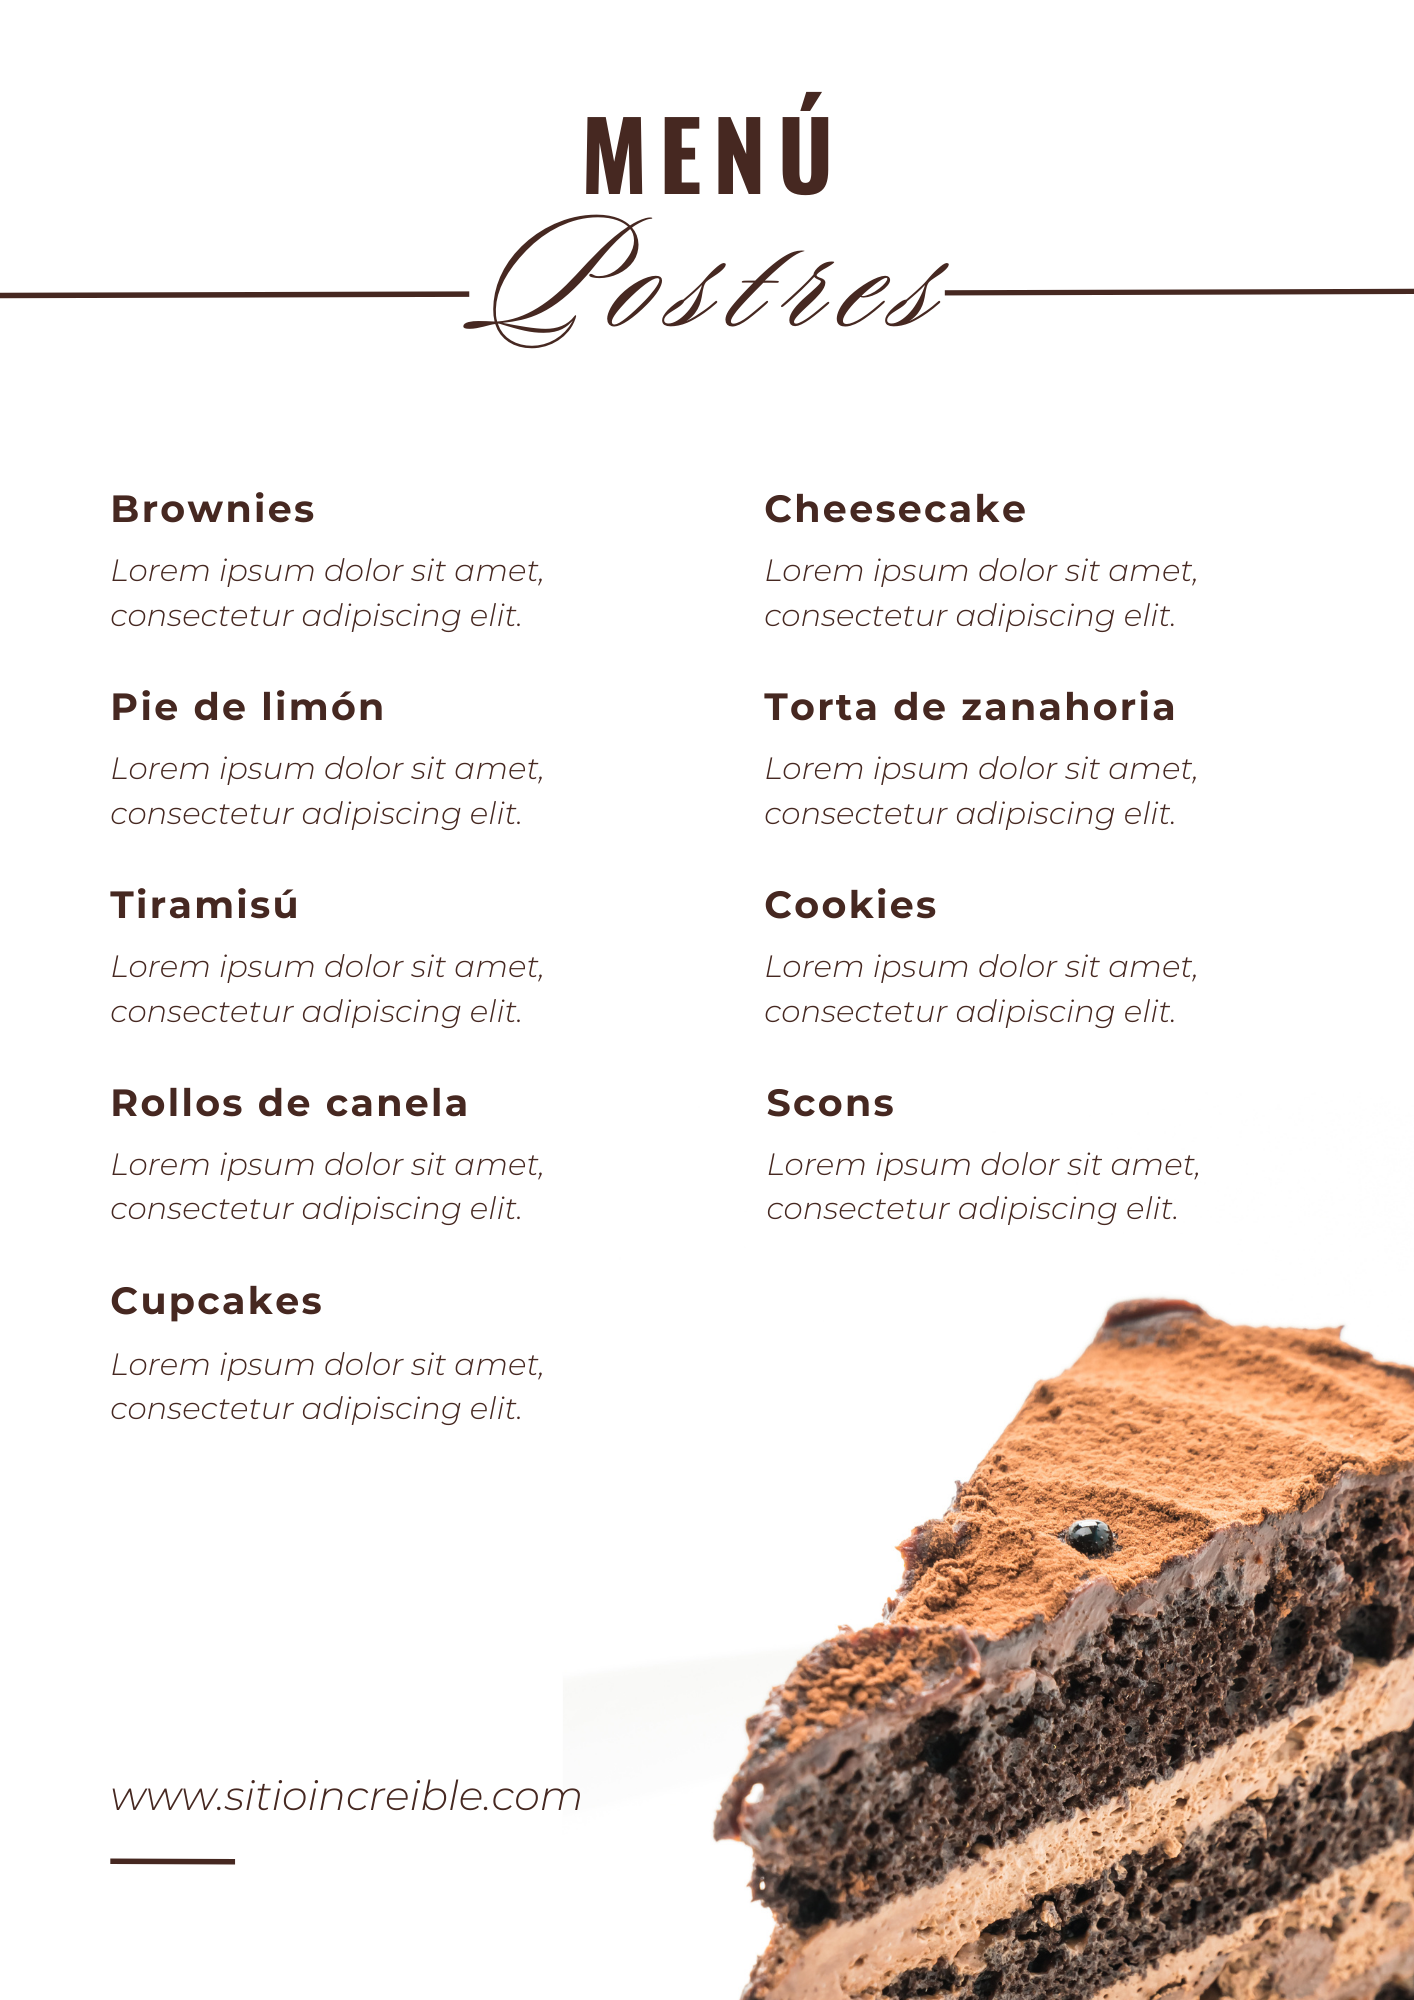 MENÚ
Postres
Brownies
Lorem ipsum dolor sit amet,
consectetur adipiscing elit.
Pie de limón
Lorem ipsum dolor sit amet,
consectetur adipiscing elit.
Tiramisú
Lorem ipsum dolor sit amet,
consectetur adipiscing elit.
Rollos de canela
Lorem ipsum dolor sit amet,
consectetur adipiscing elit.
Cupcakes
Lorem ipsum dolor sit amet,
consectetur adipiscing elit.
Cheesecake
Lorem ipsum dolor sit amet,
consectetur adipiscing elit.
Torta de zanahoria
Lorem ipsum dolor sit amet,
consectetur adipiscing elit.
Cookies
Lorem ipsum dolor sit amet,
consectetur adipiscing elit.
Scons
Lorem ipsum dolor sit amet,
consectetur adipiscing elit.
www.sitioincreible.com